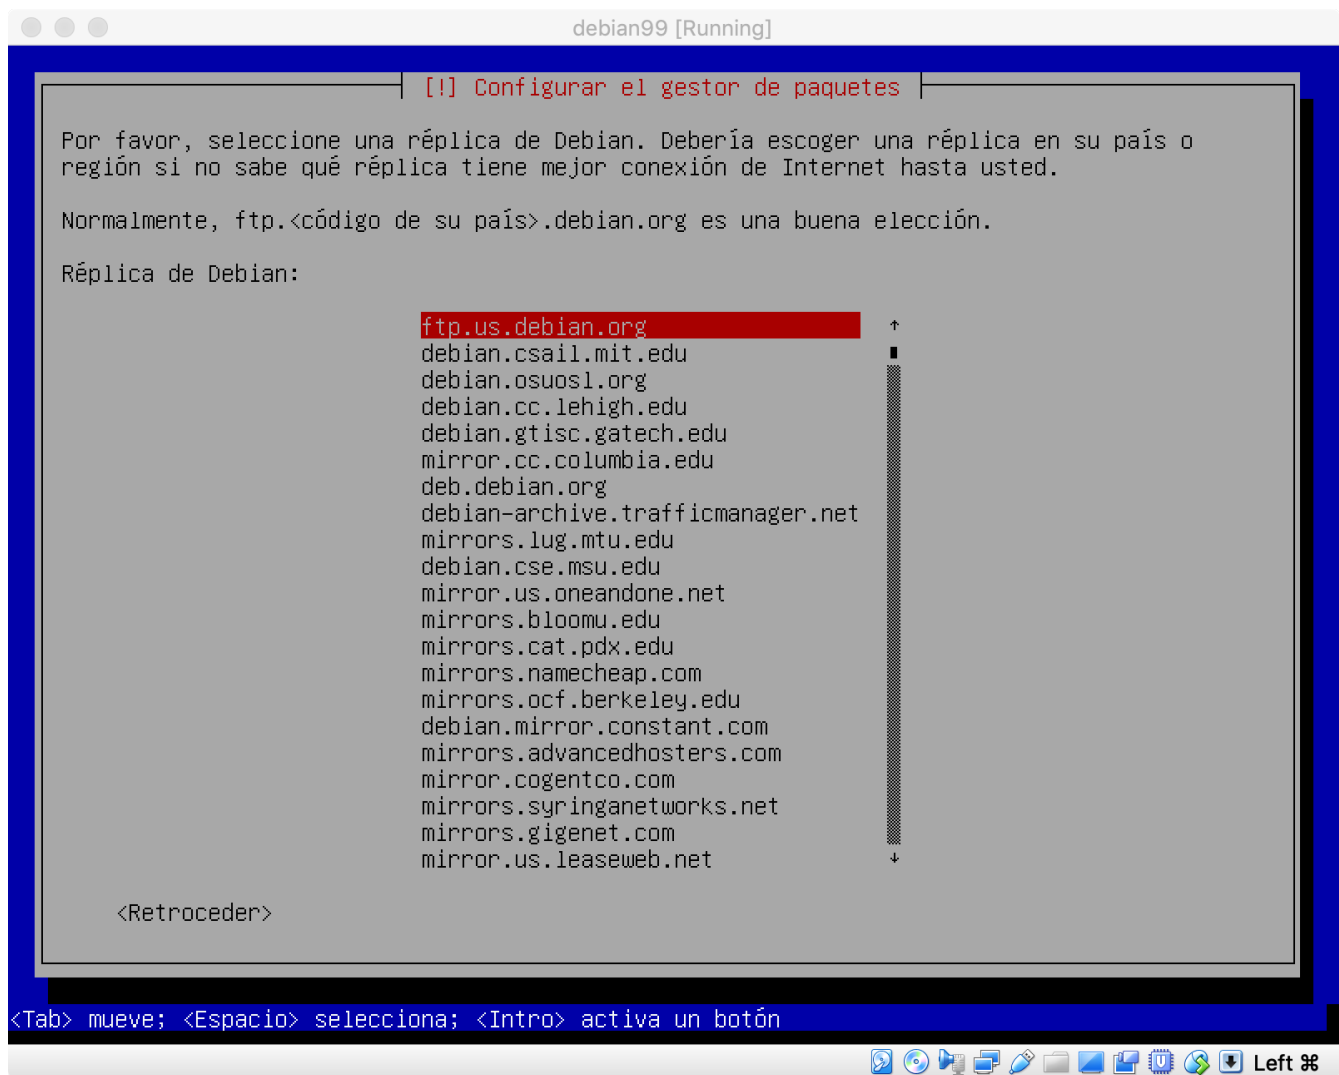 debian99 [Running]
[!] Configurar el gestor de paquetes
Por favor, seleccione una réplica de Debian. Debería escoger una réplica en su país o
región si no sabe qué réplica tiene mejor conexión de Internet hasta usted.
Normalmente, ftp.<código de su país>.debian.org es una buena elección.
Réplica de Debian:
ftp.us.debian.org
debian.csail.mit.edu
debian.osuosl.org
debian.cc.lehigh.edu
debian.gtisc.gatech.edu
mirror.cc.columbia.edu
deb.debian.org
debian-archive.trafficmanager.net
mirrors.lug.mtu.edu
debian.cse.msu.edu
mirror.us.oneandone.net
mirrors.bloomu.edu
mirrors.cat.pdx.edu
mirrors.namecheap.com
mirrors.ocf.berkeley.edu
debian.mirror.constant.com
mirrors.advancedhosters.com
mirror.cogentco.com
mirrors.syringanetworks.net
mirrors.gigenet.com
mirror.us.leaseweb.net
<Retroceder>
<Tab> mueve; <Espacio> selecciona; <Intro> activa un botón
Left ⌘